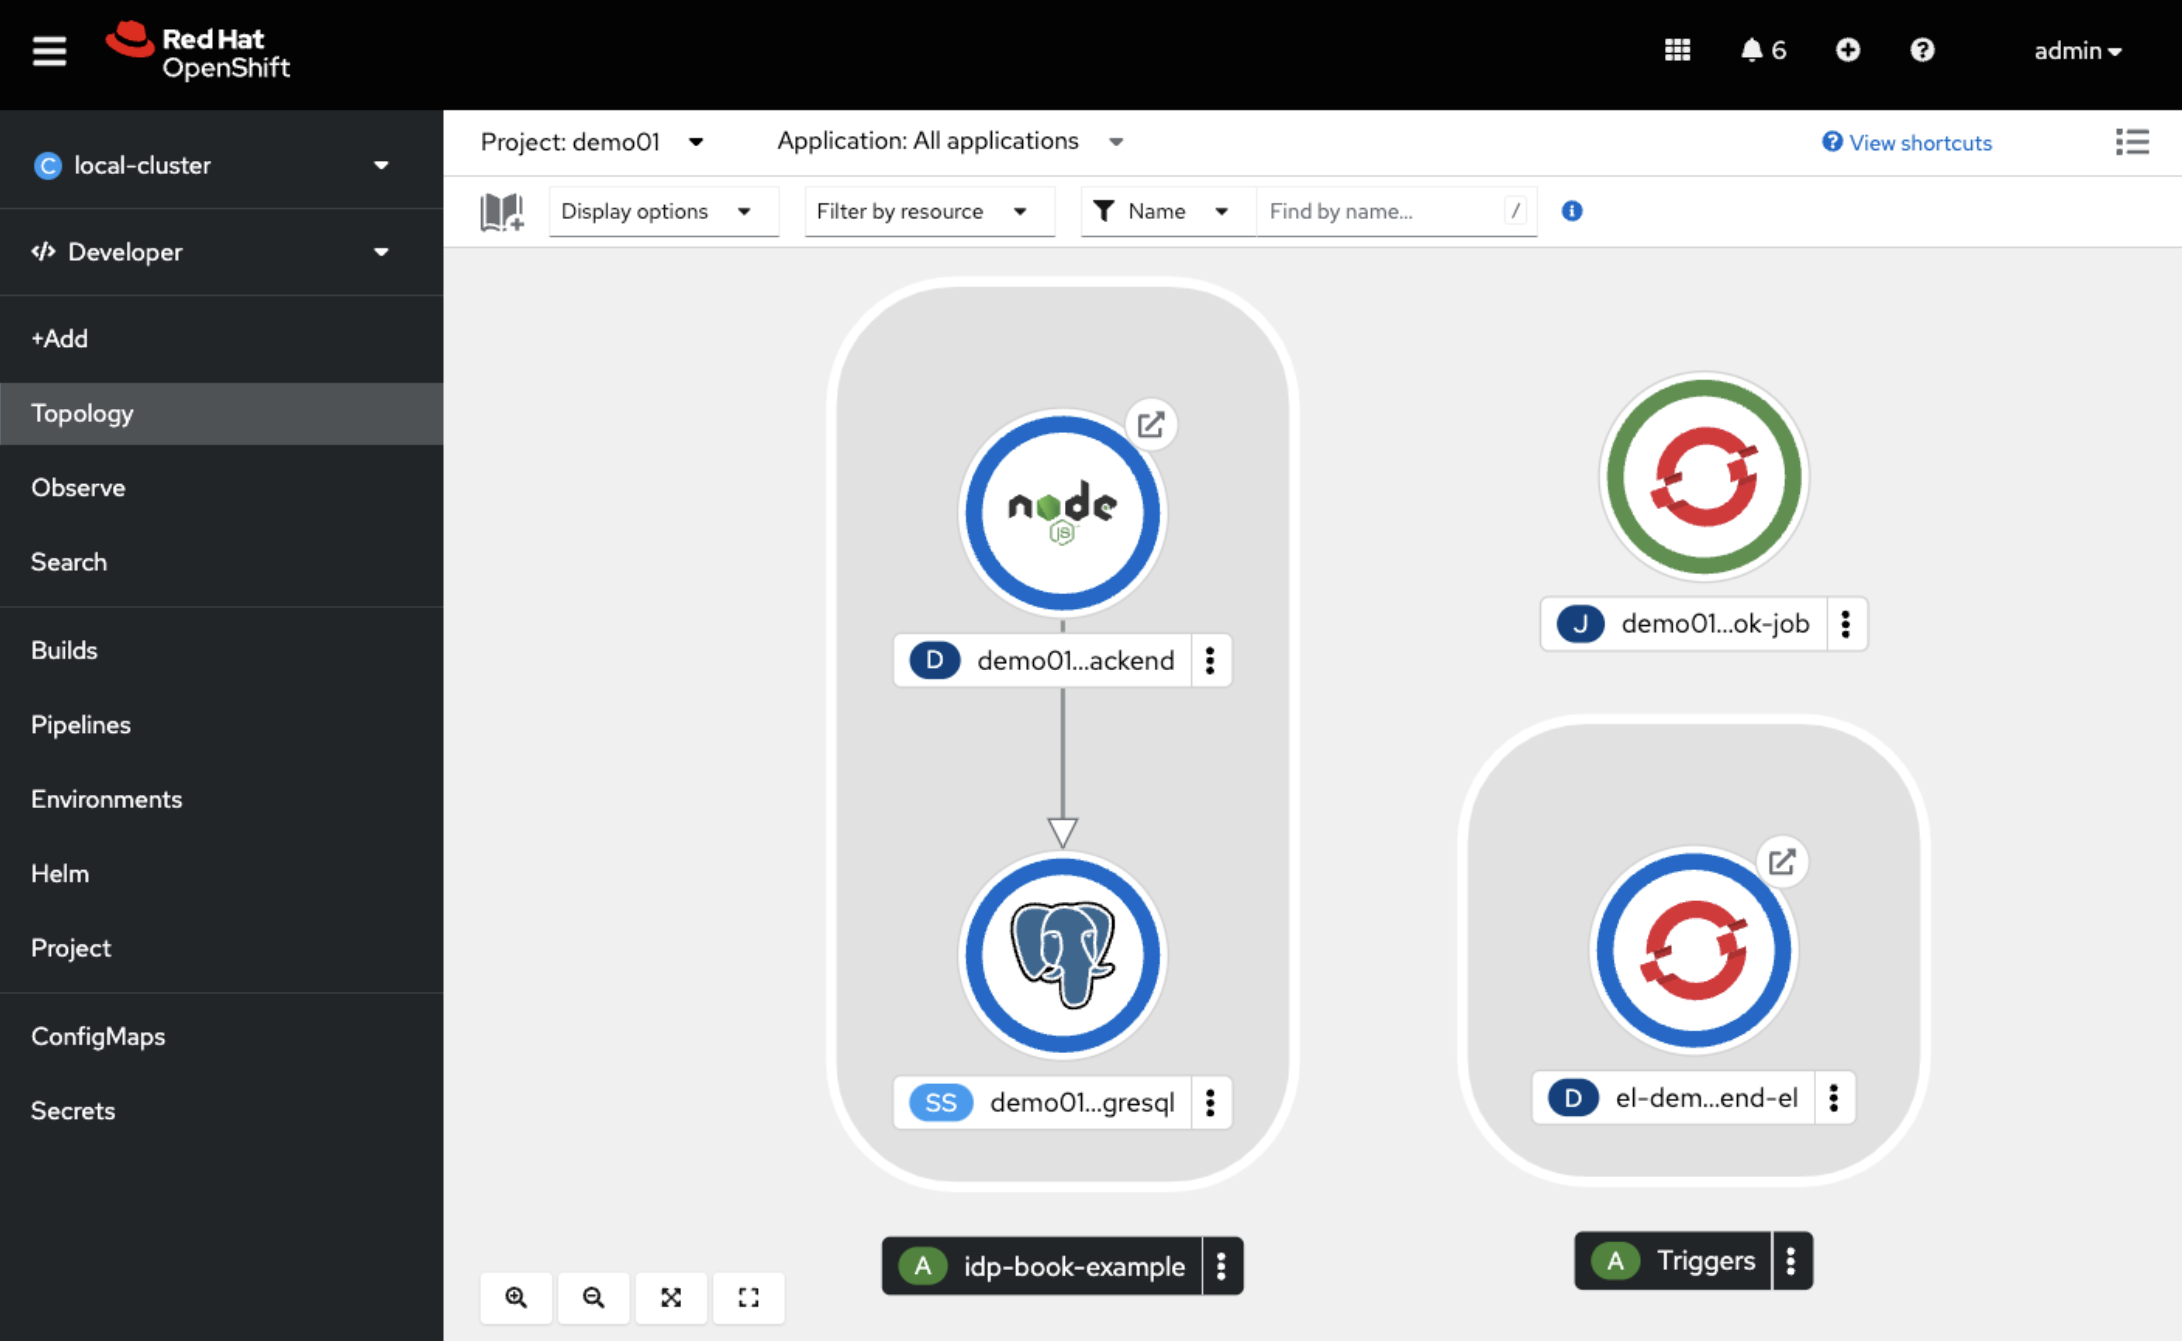 Red Hat
OpenShift
6
admin
C local-cluster
Developer
+Add
Topology
Observe
Search
Builds
Pipelines
Environments
Helm
Project
ConfigMaps
Secrets
Project: demo01
Application: All applications
View shortcuts
Display options
Filter by resource
Name
Find by name...
/
node
JS
D demo01...ackend
SS demo01...gresql
A idp-book-example
J demo01...ok-job
D el-dem...end-el
A Triggers